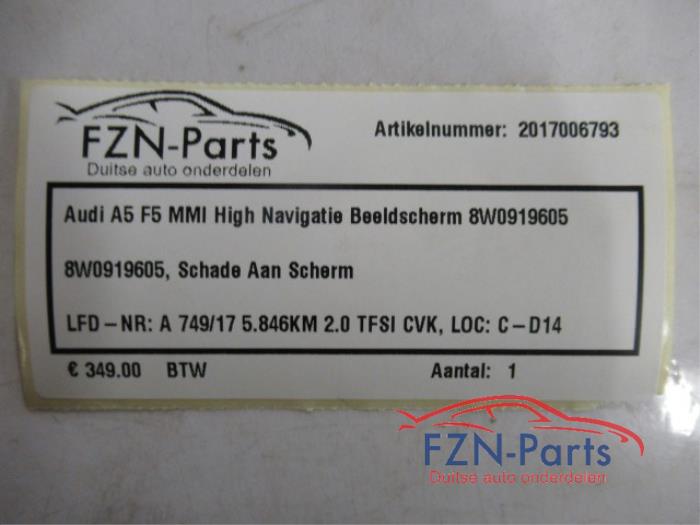 FZN-Parts
Duitse auto onderdelen
Artikelnummer: 2017006793
Audi A5 F5 MMI High Navigatie Beeldscherm 8W0919605
8W0919605, Schade Aan Scherm
LFD-NR: A 749/17 5.846KM 2.0 TFSI CVK, LOC: C-D14
€ 349.00 BTW Aantal: 1
FZN-Parts
Duitse auto onderdelen